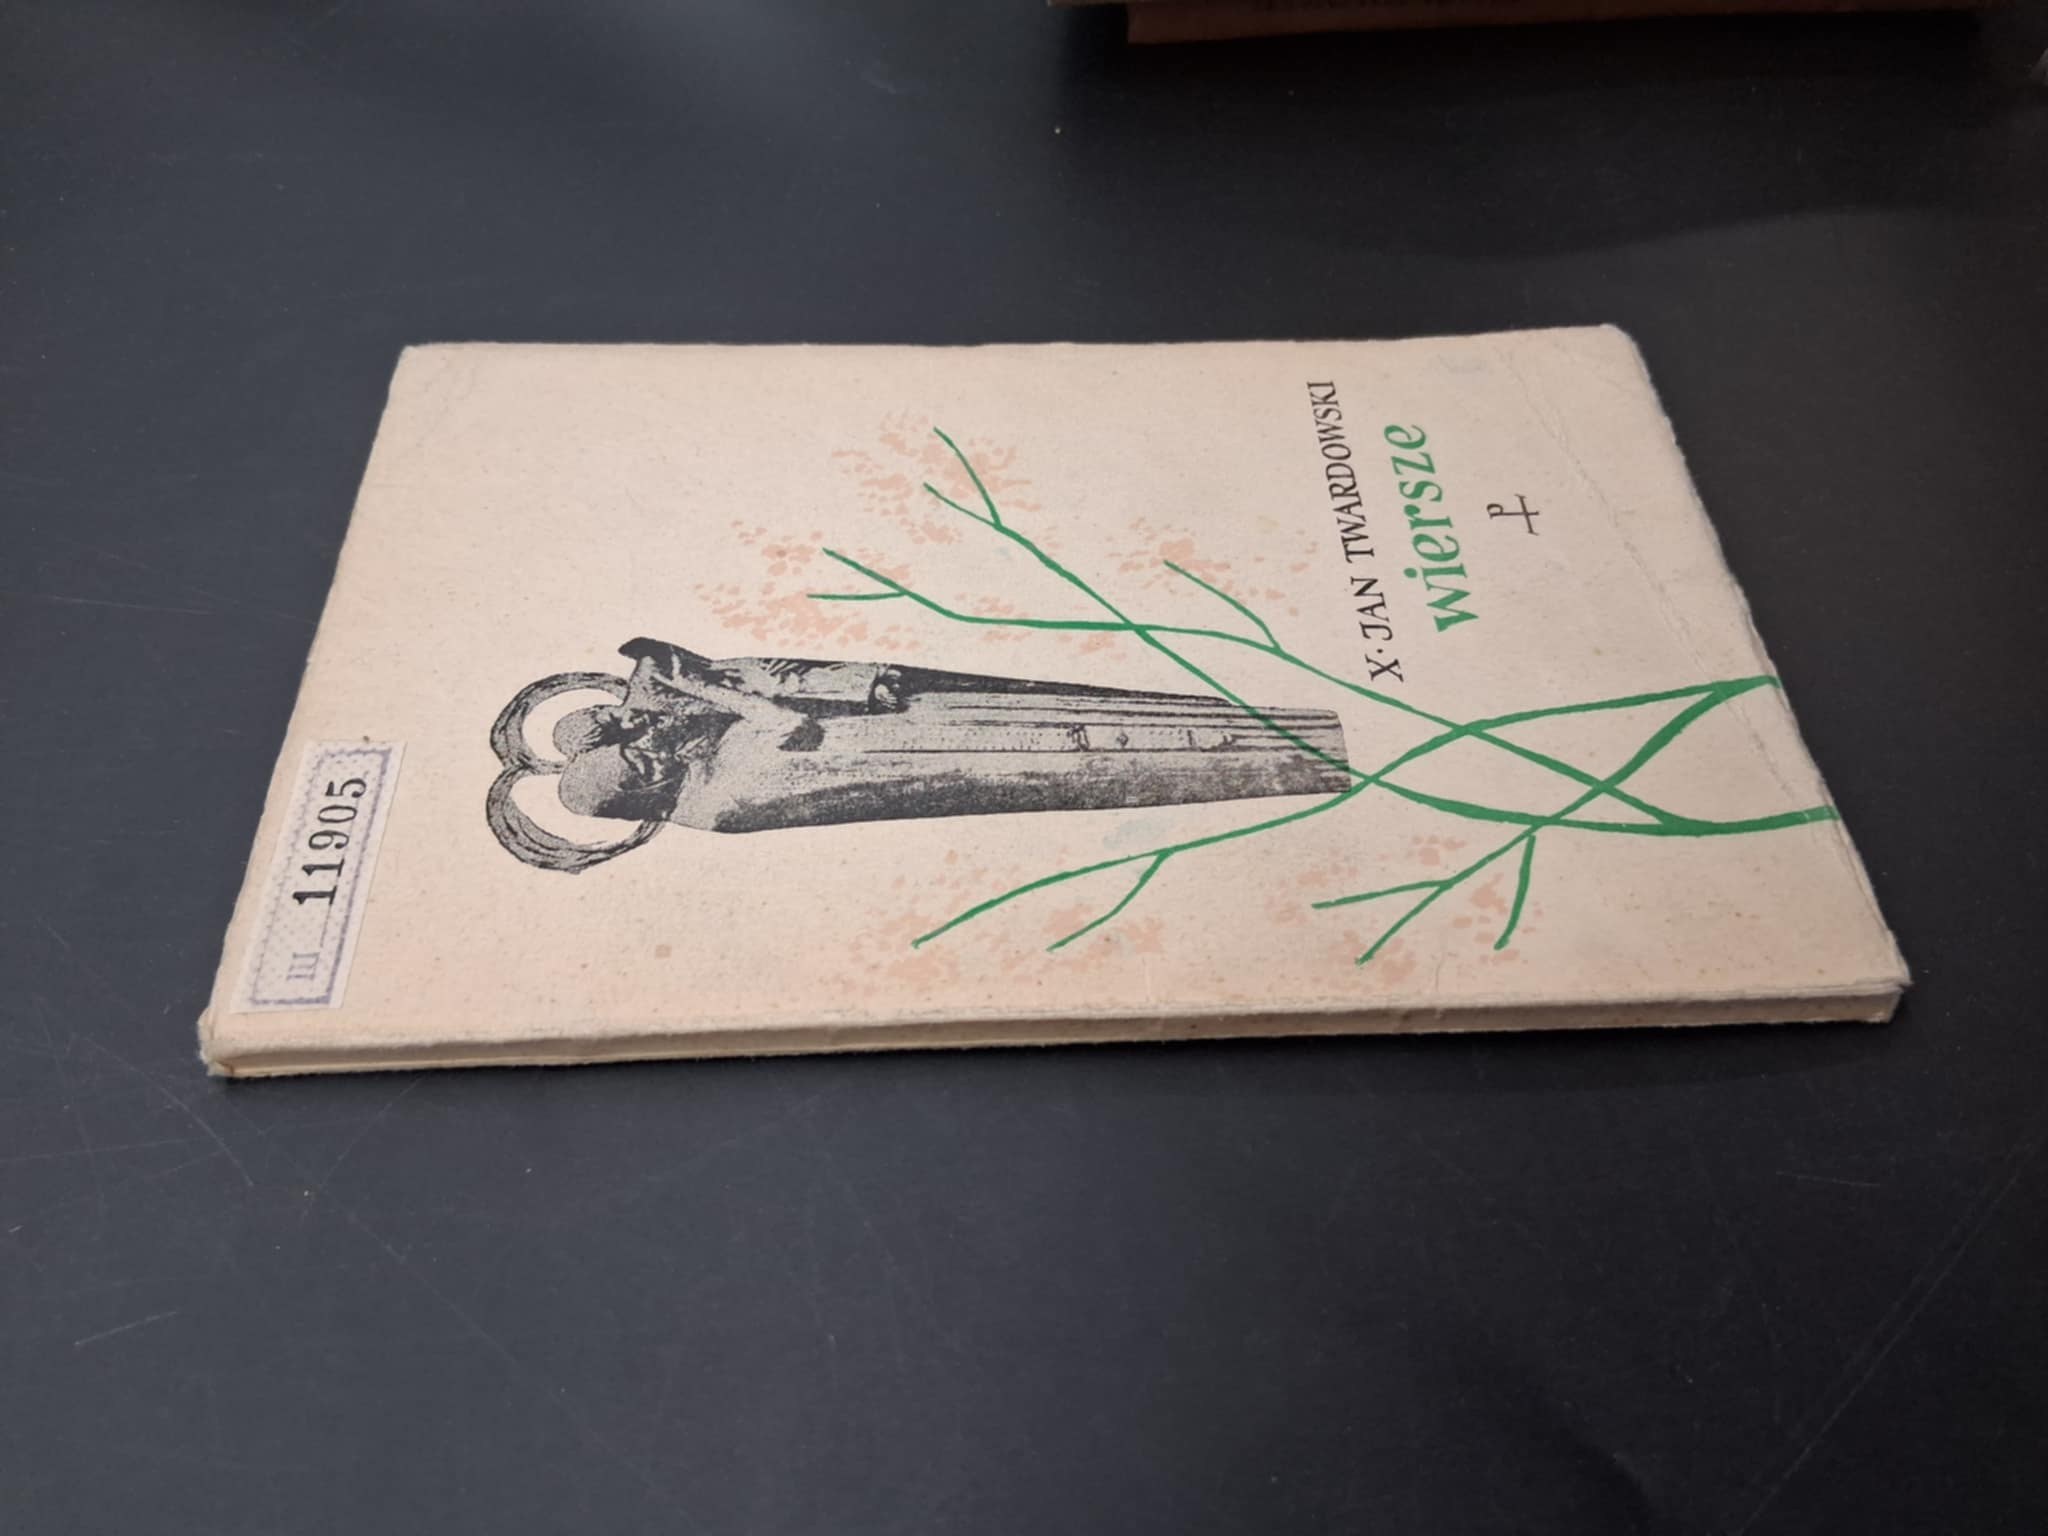 III 11905
X. JAN TWARDOWSKI
wiersze